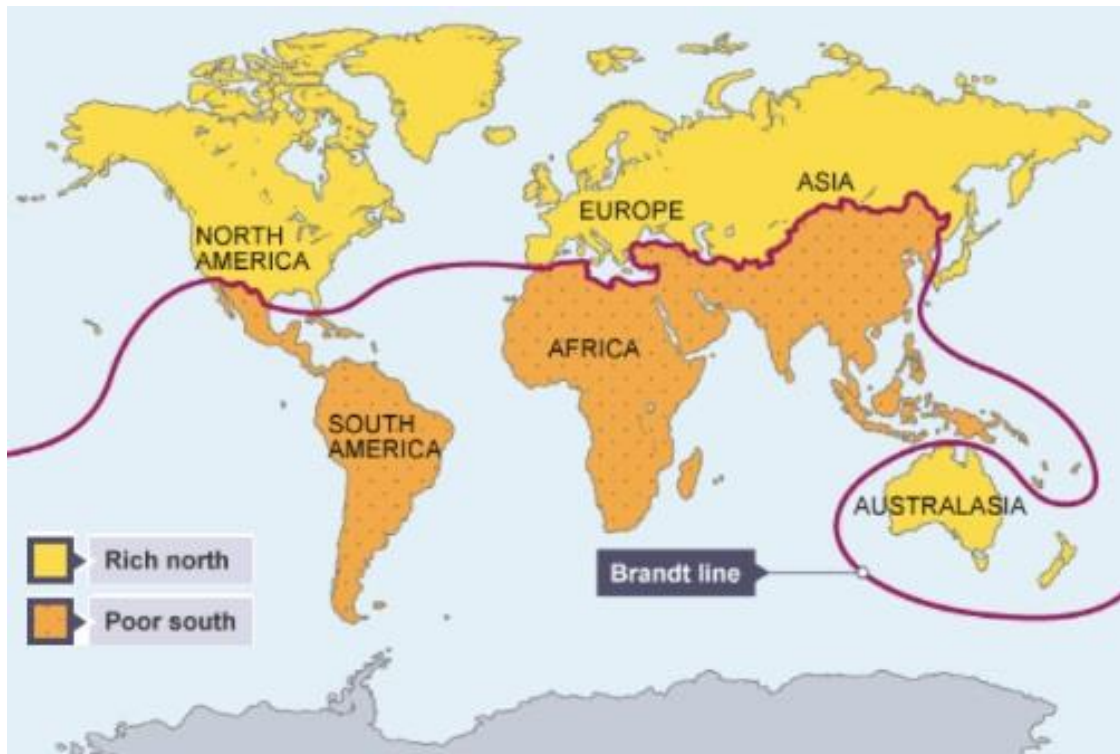 NORTH
AMERICA
EUROPE
ASIA
AFRICA
SOUTH
AMERICA
AUSTRALASIA
Rich north
Poor south
Brandt line